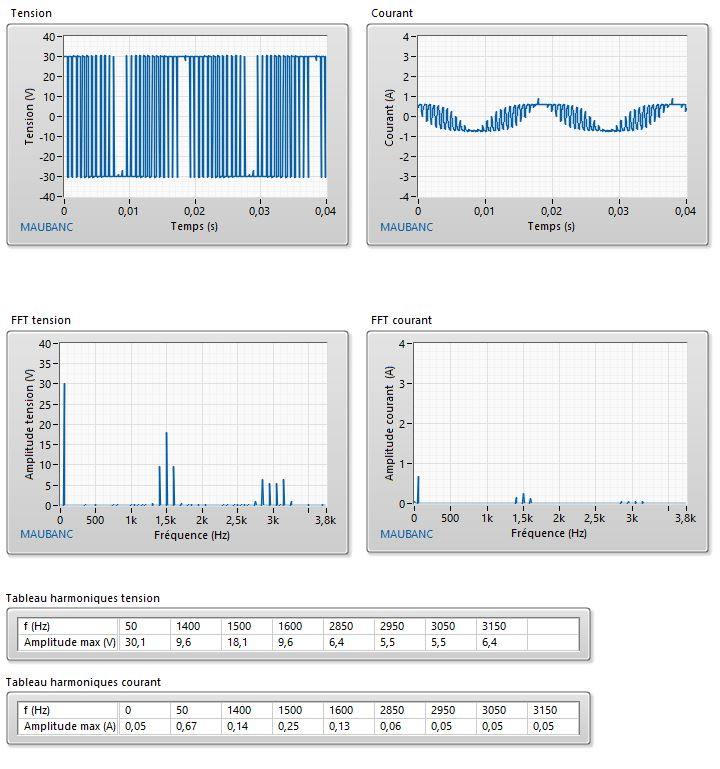 Tension
40
30
20
10
0
-10
-20
-30
-40
Tension (V)
0 0,01 0,02 0,03 0,04
Temps (s)
MAUBANC
Courant
4
3
2
1
0
-1
-2
-3
-4
Courant (A)
0 0,01 0,02 0,03 0,04
Temps (s)
MAUBANC
FFT tension
40
35
30
25
20
15
10
5
0
Amplitude tension (V)
0 500 1k 1,5k 2k 2,5k 3k 3,8k
Fréquence (Hz)
MAUBANC
FFT courant
4
3
2
1
0
Amplitude courant (A)
0 500 1k 1,5k 2k 2,5k 3k 3,8k
Fréquence (Hz)
MAUBANC
Tableau harmoniques tension
f (Hz) 50 1400 1500 1600 2850 2950 3050 3150
Amplitude max (V) 30,1 9,6 18,1 9,6 6,4 5,5 5,5 6,4
Tableau harmoniques courant
f (Hz) 0 50 1400 1500 1600 2850 2950 3050 3150
Amplitude max (A) 0,05 0,67 0,14 0,25 0,13 0,06 0,05 0,05 0,05